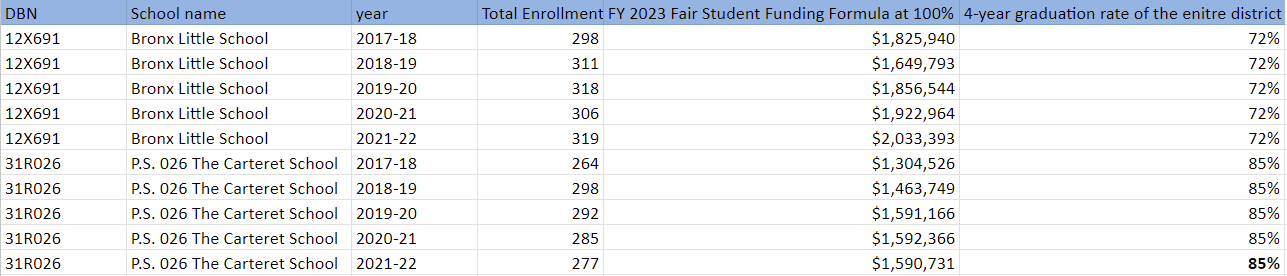 DBN School name year Total Enrollment FY 2023 Fair Student Funding Formula at 100% 4-year graduation rate of the enitre district
12X691 Bronx Little School 2017-18 298 $1,825,940 72%
12X691 Bronx Little School 2018-19 311 $1,649,793 72%
12X691 Bronx Little School 2019-20 318 $1,856,544 72%
12X691 Bronx Little School 2020-21 306 $1,922,964 72%
12X691 Bronx Little School 2021-22 319 $2,033,393 72%
31R026 P.S. 026 The Carteret School 2017-18 264 $1,304,526 85%
31R026 P.S. 026 The Carteret School 2018-19 298 $1,463,749 85%
31R026 P.S. 026 The Carteret School 2019-20 292 $1,591,166 85%
31R026 P.S. 026 The Carteret School 2020-21 285 $1,592,366 85%
31R026 P.S. 026 The Carteret School 2021-22 277 $1,590,731 85%